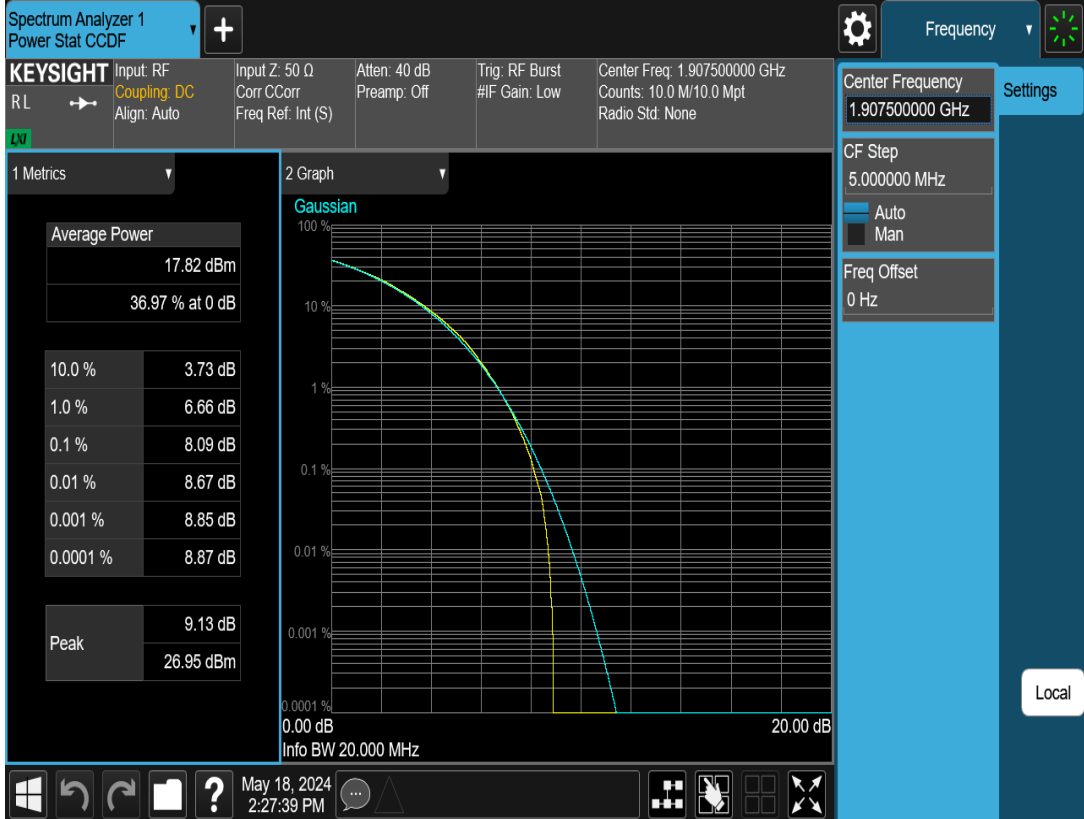 Spectrum Analyzer 1
Power Stat CCDF
+
Frequency
KEYSIGHT
RL
LXI
Input: RF
Coupling: DC
Align: Auto
Input Z: 50 Ω
Corr CCorr
Freq Ref: Int (S)
Atten: 40 dB
Preamp: Off
Trig: RF Burst
#IF Gain: Low
Center Freq: 1.907500000 GHz
Counts: 10.0 M/10.0 Mpt
Radio Std: None
Center Frequency
1.907500000 GHz
Settings
CF Step
5.000000 MHz
Auto
Man
Freq Offset
0 Hz
1 Metrics
Average Power
17.82 dBm
36.97 % at 0 dB
10.0 % 3.73 dB
1.0 % 6.66 dB
0.1 % 8.09 dB
0.01 % 8.67 dB
0.001 % 8.85 dB
0.0001 % 8.87 dB
Peak
9.13 dB
26.95 dBm
2 Graph
Gaussian
100 %
10 %
1 %
0.1 %
0.01 %
0.001 %
0.0001 %
0.00 dB 20.00 dB
Info BW 20.000 MHz
Local
?
May 18, 2024
2:27:39 PM